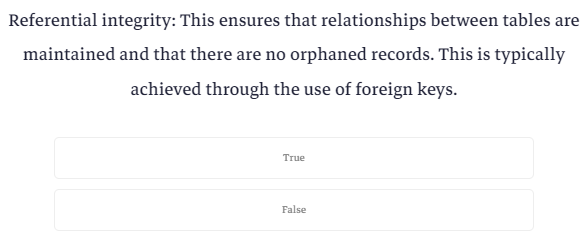 Referential integrity: This ensures that relationships between tables are
maintained and that there are no orphaned records. This is typically
achieved through the use of foreign keys.
True
False